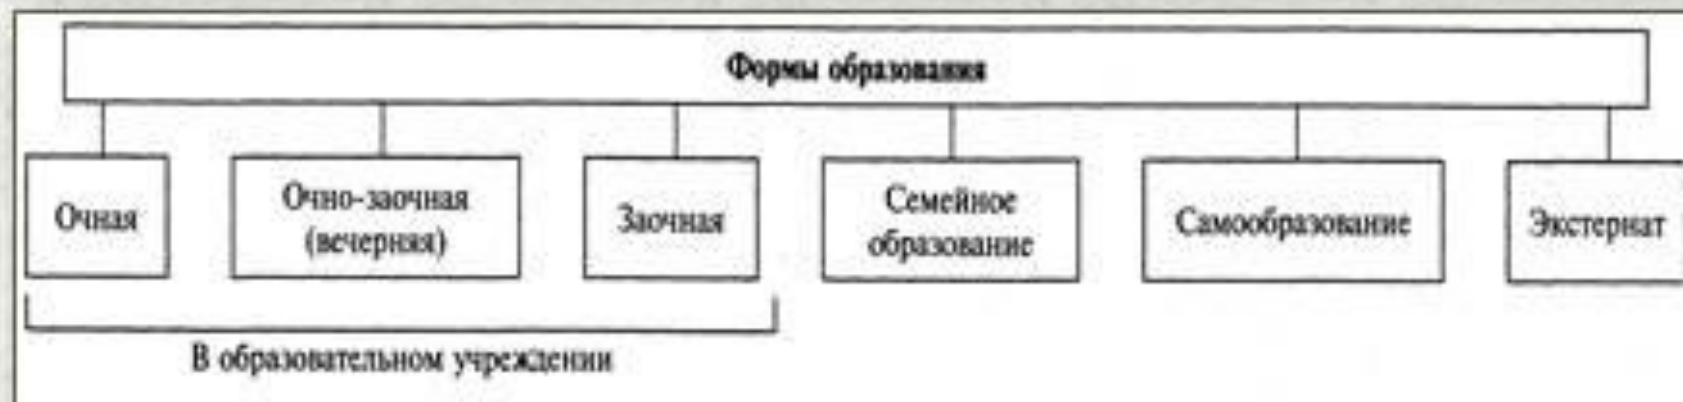 Формы образования
Очная
Очно-заочная
(вечерняя)
Заочная
Семейное
образование
Самообразование
Экстернат
В образовательном учреждении